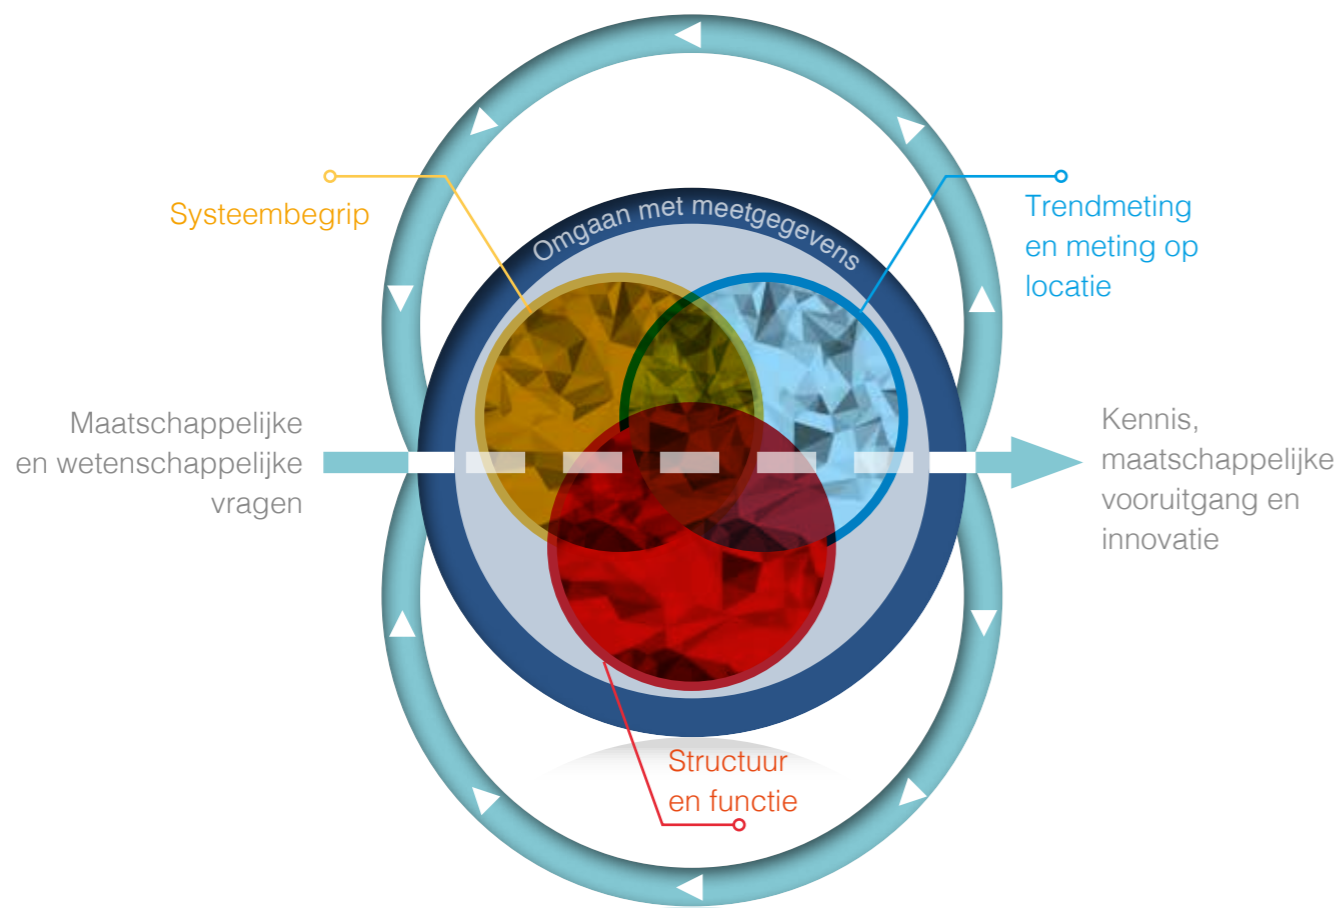 Omgaan met meetgegevens
Systeembegrip
Trendmeting
en meting op
locatie
Maatschappelijke
en wetenschappelijke
vragen
Kennis,
maatschappelijke
vooruitgang en
innovatie
Structuur
en functie